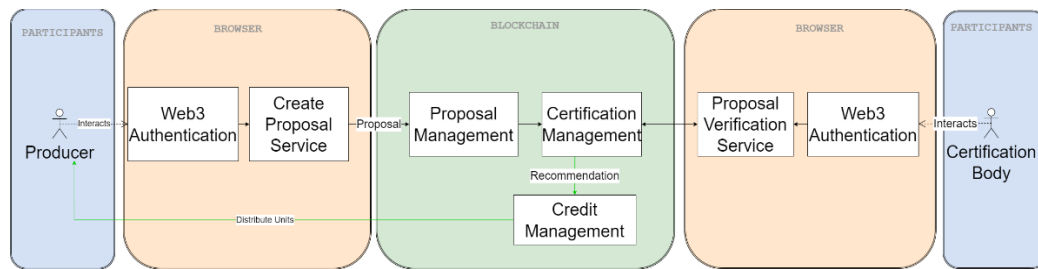 PARTICIPANTS
BROWSER
BLOCKCHAIN
BROWSER
PARTICIPANTS
Interacts
Producer
Web3
Authentication
Create
Proposal
Service
Proposal
Proposal
Management
Certification
Management
Proposal
Verification
Service
Web3
Authentication
Interacts
Certification
Body
Recommendation
Credit
Management
Distribute Units